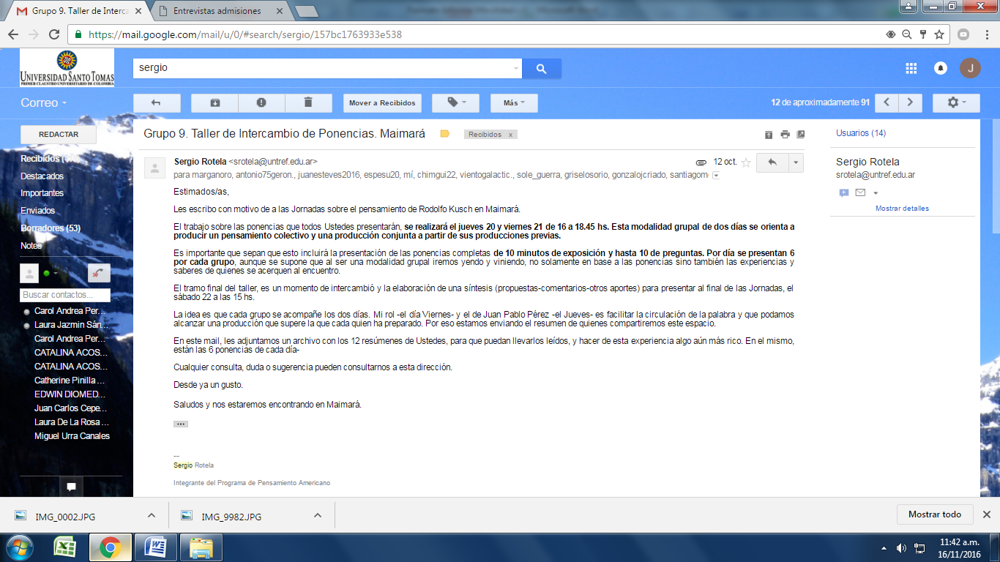 Grupo 9. Taller de Interca
Entrevistas admisiones
https://mail.google.com/mail/u/0/#search/sergio/157bc1763933e538
UNIVERSIDAD SANTO TOMAS
PRIMER CLAUSTRO UNIVERSITARIO DE COLOMBIA
sergio
J
Correo
Mover a Recibidos
Más
12 de aproximadamente 91
REDACTAR
Recibidos
Destacados
Importantes
Enviados
Borradores (53)
Notes
Buscar contactos...
Carol Andrea Per...
Laura Jazmin Sán...
Carol Andrea Per...
CATALINA ACOS...
CATALINA ACOS...
Catherine Pinilla ...
EDWIN DIOMED...
Juan Carlos Cepe...
Laura De La Rosa ...
Miguel Urra Canales
Grupo 9. Taller de Intercambio de Ponencias. Maimará
Recibidos x
Sergio Rotela <srotela@untref.edu.ar>
12 oct.
para marganoro, antonio75geron., juanesteves2016, espesu20, mí, chimgui22, vientogalactic., sole_guerra, griselosorio, gonzalojcriado, santiagom
Estimados/as,
Les escribo con motivo de a las Jornadas sobre el pensamiento de Rodolfo Kusch en Maimará.
El trabajo sobre las ponencias que todos Ustedes presentarán, se realizará el jueves 20 y viernes 21 de 16 a 18.45 hs. Esta modalidad grupal de dos días se orienta a
producir un pensamiento colectivo y una producción conjunta a partir de sus producciones previas.
Es importante que sepan que esto incluirá la presentación de las ponencias completas de 10 minutos de exposición y hasta 10 de preguntas. Por día se presentan 6
por cada grupo, aunque se supone que al ser una modalidad grupal iremos yendo y viniendo, no solamente en base a las ponencias sino también las experiencias y
saberes de quienes se acerquen al encuentro.
El tramo final del taller, es un momento de intercambió y la elaboración de una síntesis (propuestas-comentarios-otros aportes) para presentar al final de las Jornadas, el
sábado 22 a las 15 hs.
La idea es que cada grupo se acompañe los dos días. Mi rol -el día Viernes- y el de Juan Pablo Pérez -el Jueves- es facilitar la circulación de la palabra y que podamos
alcanzar una producción que supere la que cada quien ha preparado. Por eso estamos enviando el resumen de quienes compartiremos este espacio.
En este mail, les adjuntamos un archivo con los 12 resúmenes de Ustedes, para que puedan llevarlos leídos, y hacer de esta experiencia algo aún más rico. En el mismo,
están las 6 ponencias de cada día-
Cualquier consulta, duda o sugerencia pueden consultarnos a esta dirección.
Desde ya un gusto.
Saludos y nos estaremos encontrando en Maimará.
--
Sergio Rotela
Integrante del Programa de Pensamiento Americano
Usuarios (14)
Sergio Rotela
srotela@untref.edu.ar
Mostrar detalles
IMG_0002.JPG
IMG_9982.JPG
Mostrar todo
11:42 a.m.
16/11/2016